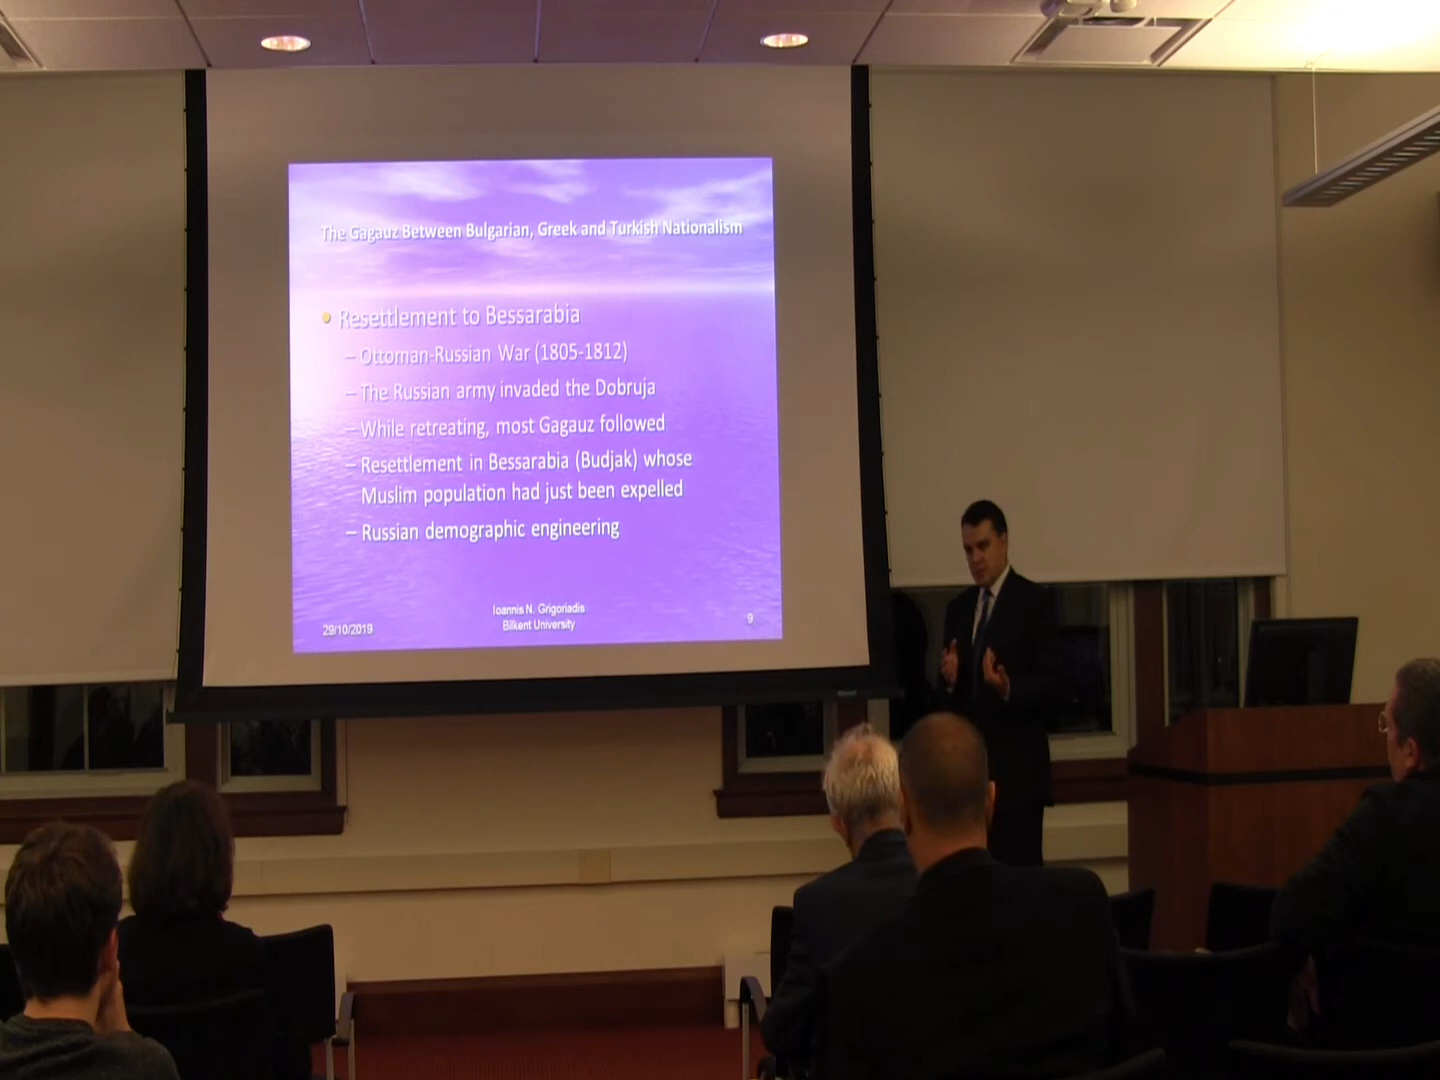 The Gagauz Between Bulgarian, Greek and Turkish Nationalism
• Resettlement to Bessarabia
– Ottoman-Russian War (1805-1812)
– The Russian army invaded the Dobruja
– While retreating, most Gagauz followed
– Resettlement in Bessarabia (Budjak) whose
Muslim population had just been expelled
– Russian demographic engineering
29/10/2019
Ioannis N. Grigoriadis
Bilkent University
9